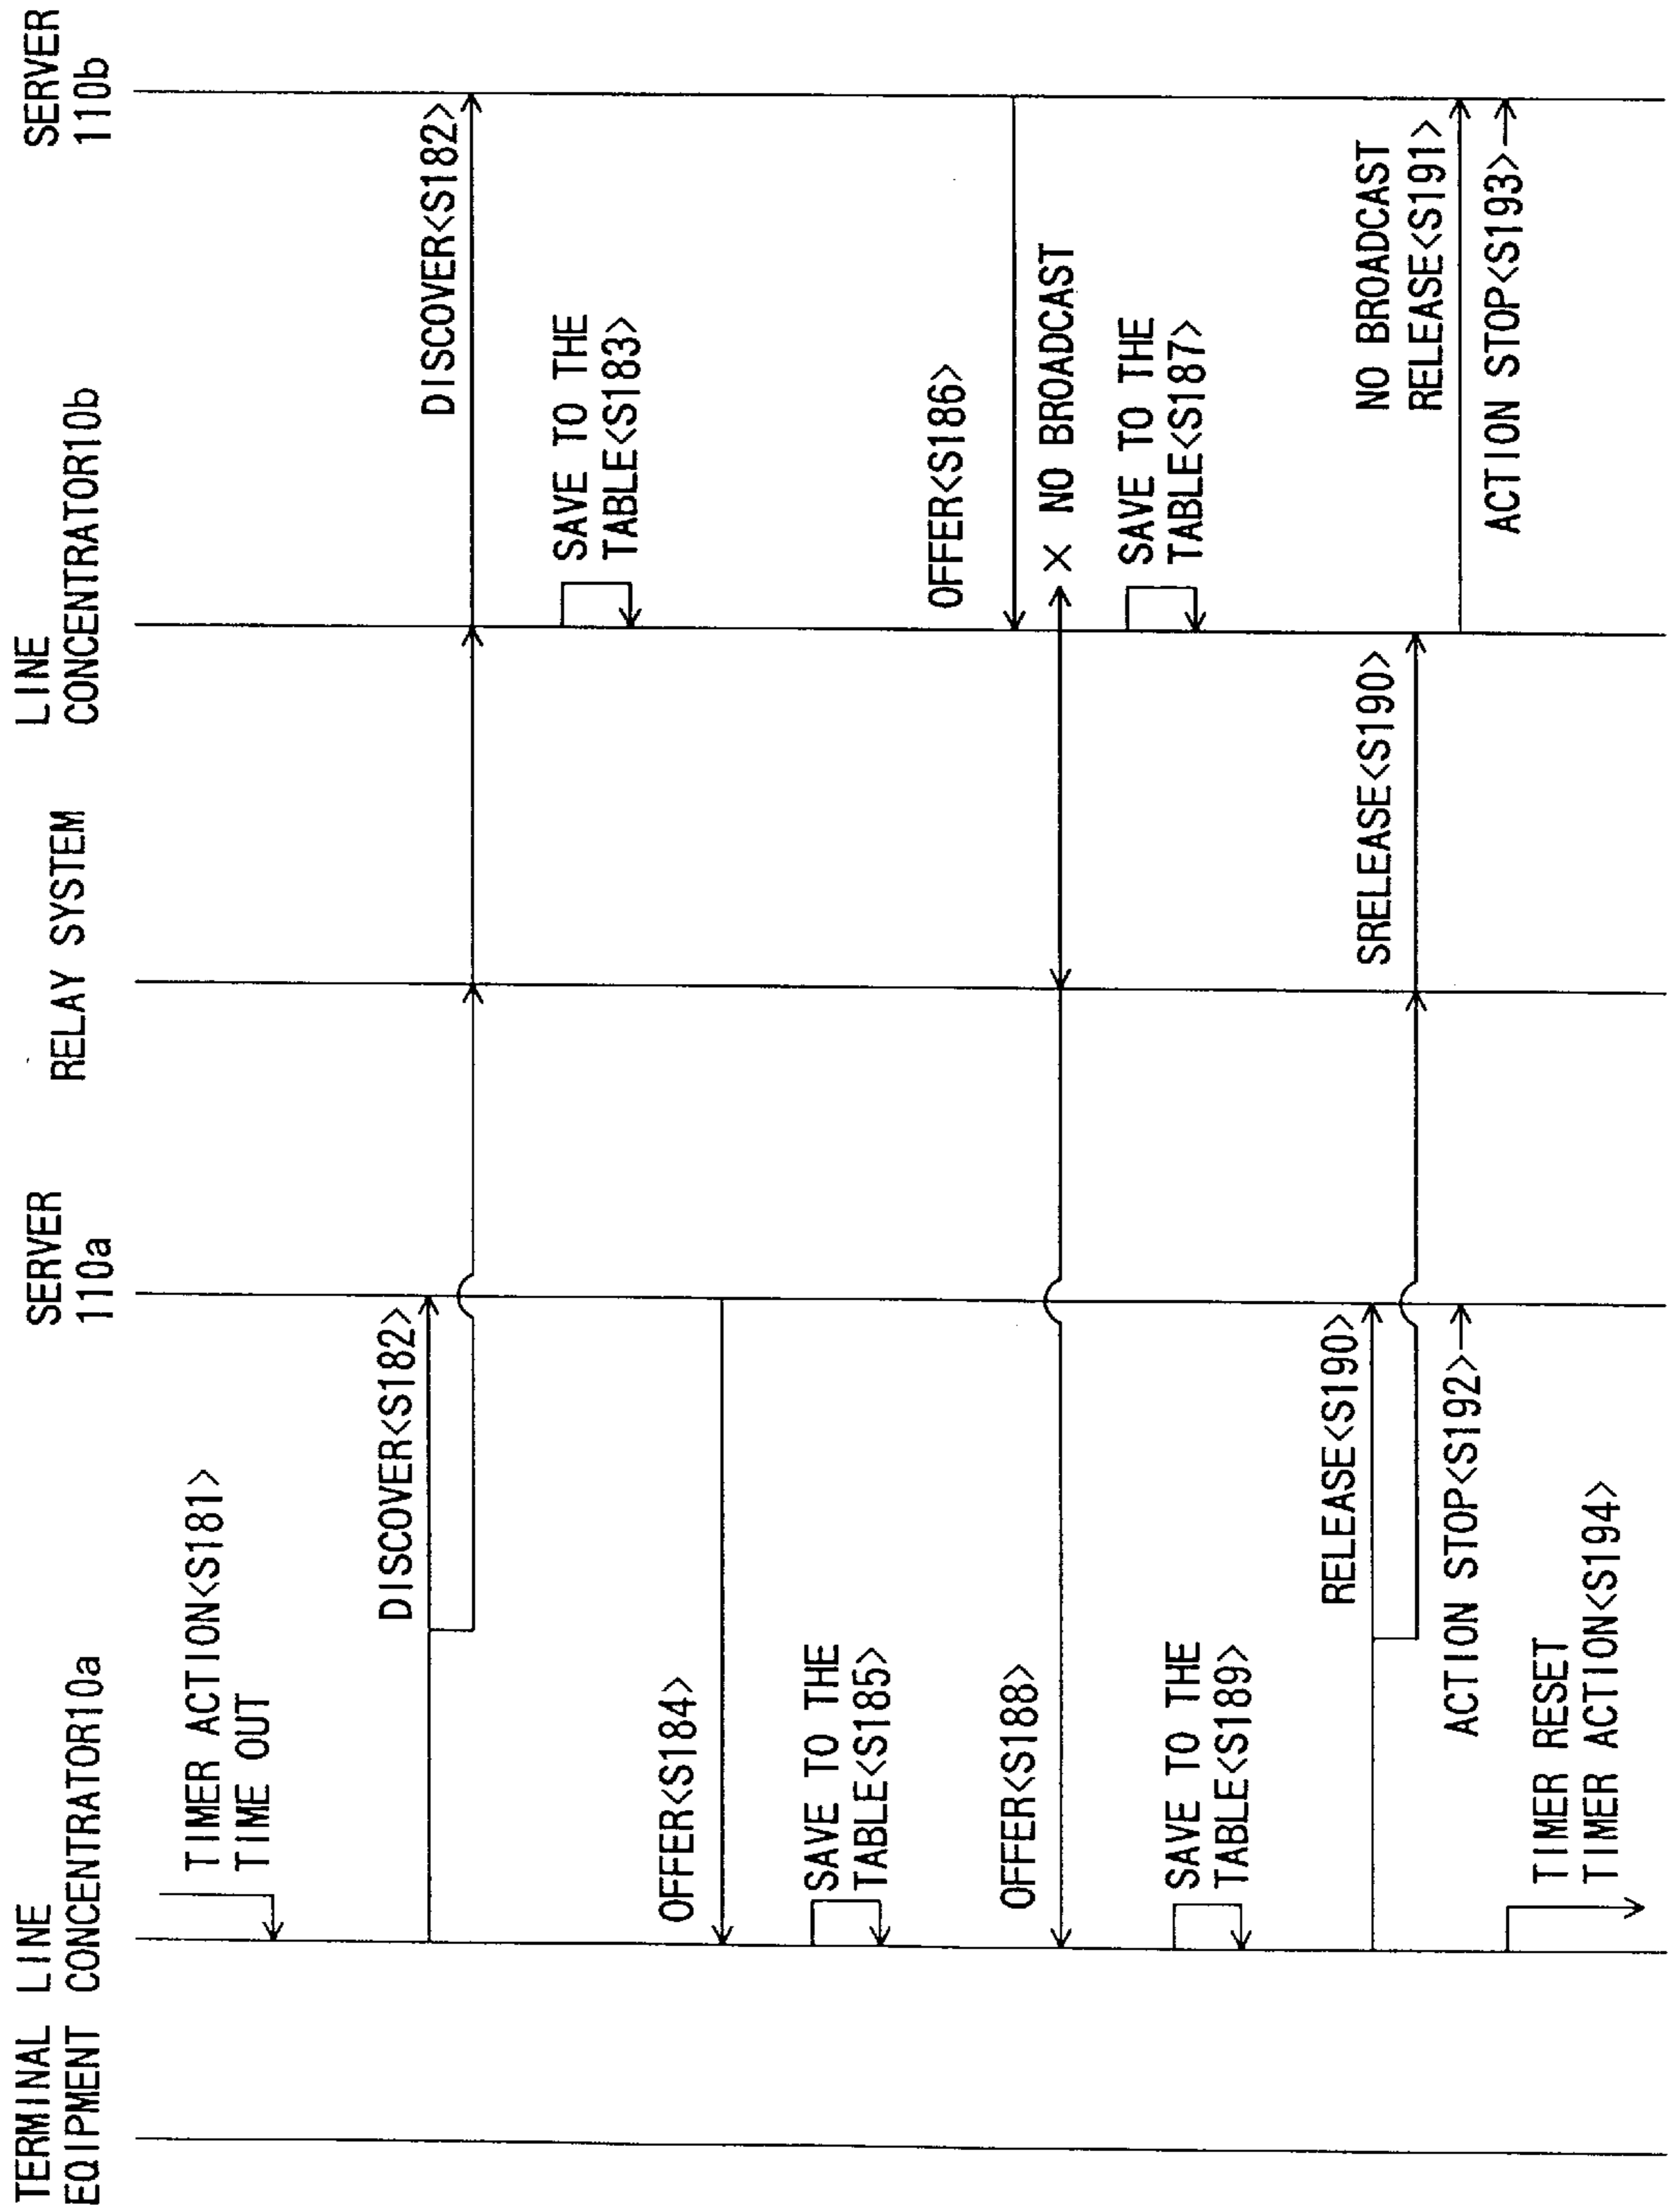 TERMINAL
EQIPMENT
LINE
CONCENTRATOR10a
SERVER
110a
RELAY SYSTEM
LINE
CONCENTRATOR10b
SERVER
110b
TIMER ACTION<S181>
TIME OUT
DISCOVER<S182>
DISCOVER<S182>
SAVE TO THE
TABLE<S183>
OFFER<S184>
SAVE TO THE
TABLE<S185>
OFFER<S186>
× NO BROADCAST
OFFER<S188>
SAVE TO THE
TABLE<S187>
SAVE TO THE
TABLE<S189>
RELEASE<S190>
SRELEASE<S190>
NO BROADCAST
RELEASE<S191>
ACTION STOP<S192>
ACTION STOP<S193>
TIMER RESET
TIMER ACTION<S194>